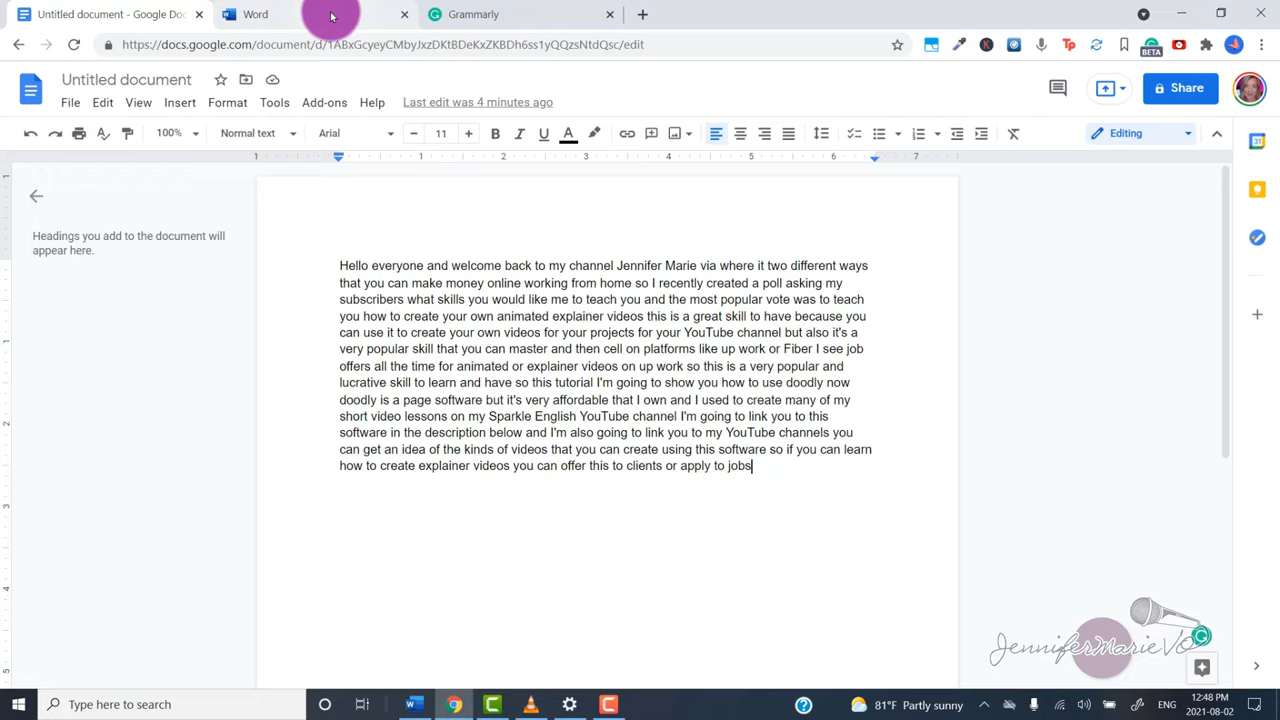 Untitled document - Google Doc
Word
Grammarly
https://docs.google.com/document/d/1ABxGcyeyCMbyJxzDKtBDeKxZKBDh6ss1yQQzsNtdQsc/edit
BETA
Untitled document
File Edit View Insert Format Tools Add-ons Help Last edit was 4 minutes ago
Share
100% Normal text Arial 11 Editing
1 1 2 3 4 5 6 7
Headings you add to the document will
appear here.
Hello everyone and welcome back to my channel Jennifer Marie via where it two different ways
that you can make money online working from home so I recently created a poll asking my
subscribers what skills you would like me to teach you and the most popular vote was to teach
you how to create your own animated explainer videos this is a great skill to have because you
can use it to create your own videos for your projects for your YouTube channel but also it's a
very popular skill that you can master and then cell on platforms like up work or Fiber I see job
offers all the time for animated or explainer videos on up work so this is a very popular and
lucrative skill to learn and have so this tutorial I'm going to show you how to use doodly now
doodly is a page software but it's very affordable that I own and I used to create many of my
short video lessons on my Sparkle English YouTube channel I'm going to link you to this
software in the description below and I'm also going to link you to my YouTube channels you
can get an idea of the kinds of videos that you can create using this software so if you can learn
how to create explainer videos you can offer this to clients or apply to jobs
JenniferMarieVO
Type here to search
81°F Partly sunny
ENG
12:48 PM
2021-08-02